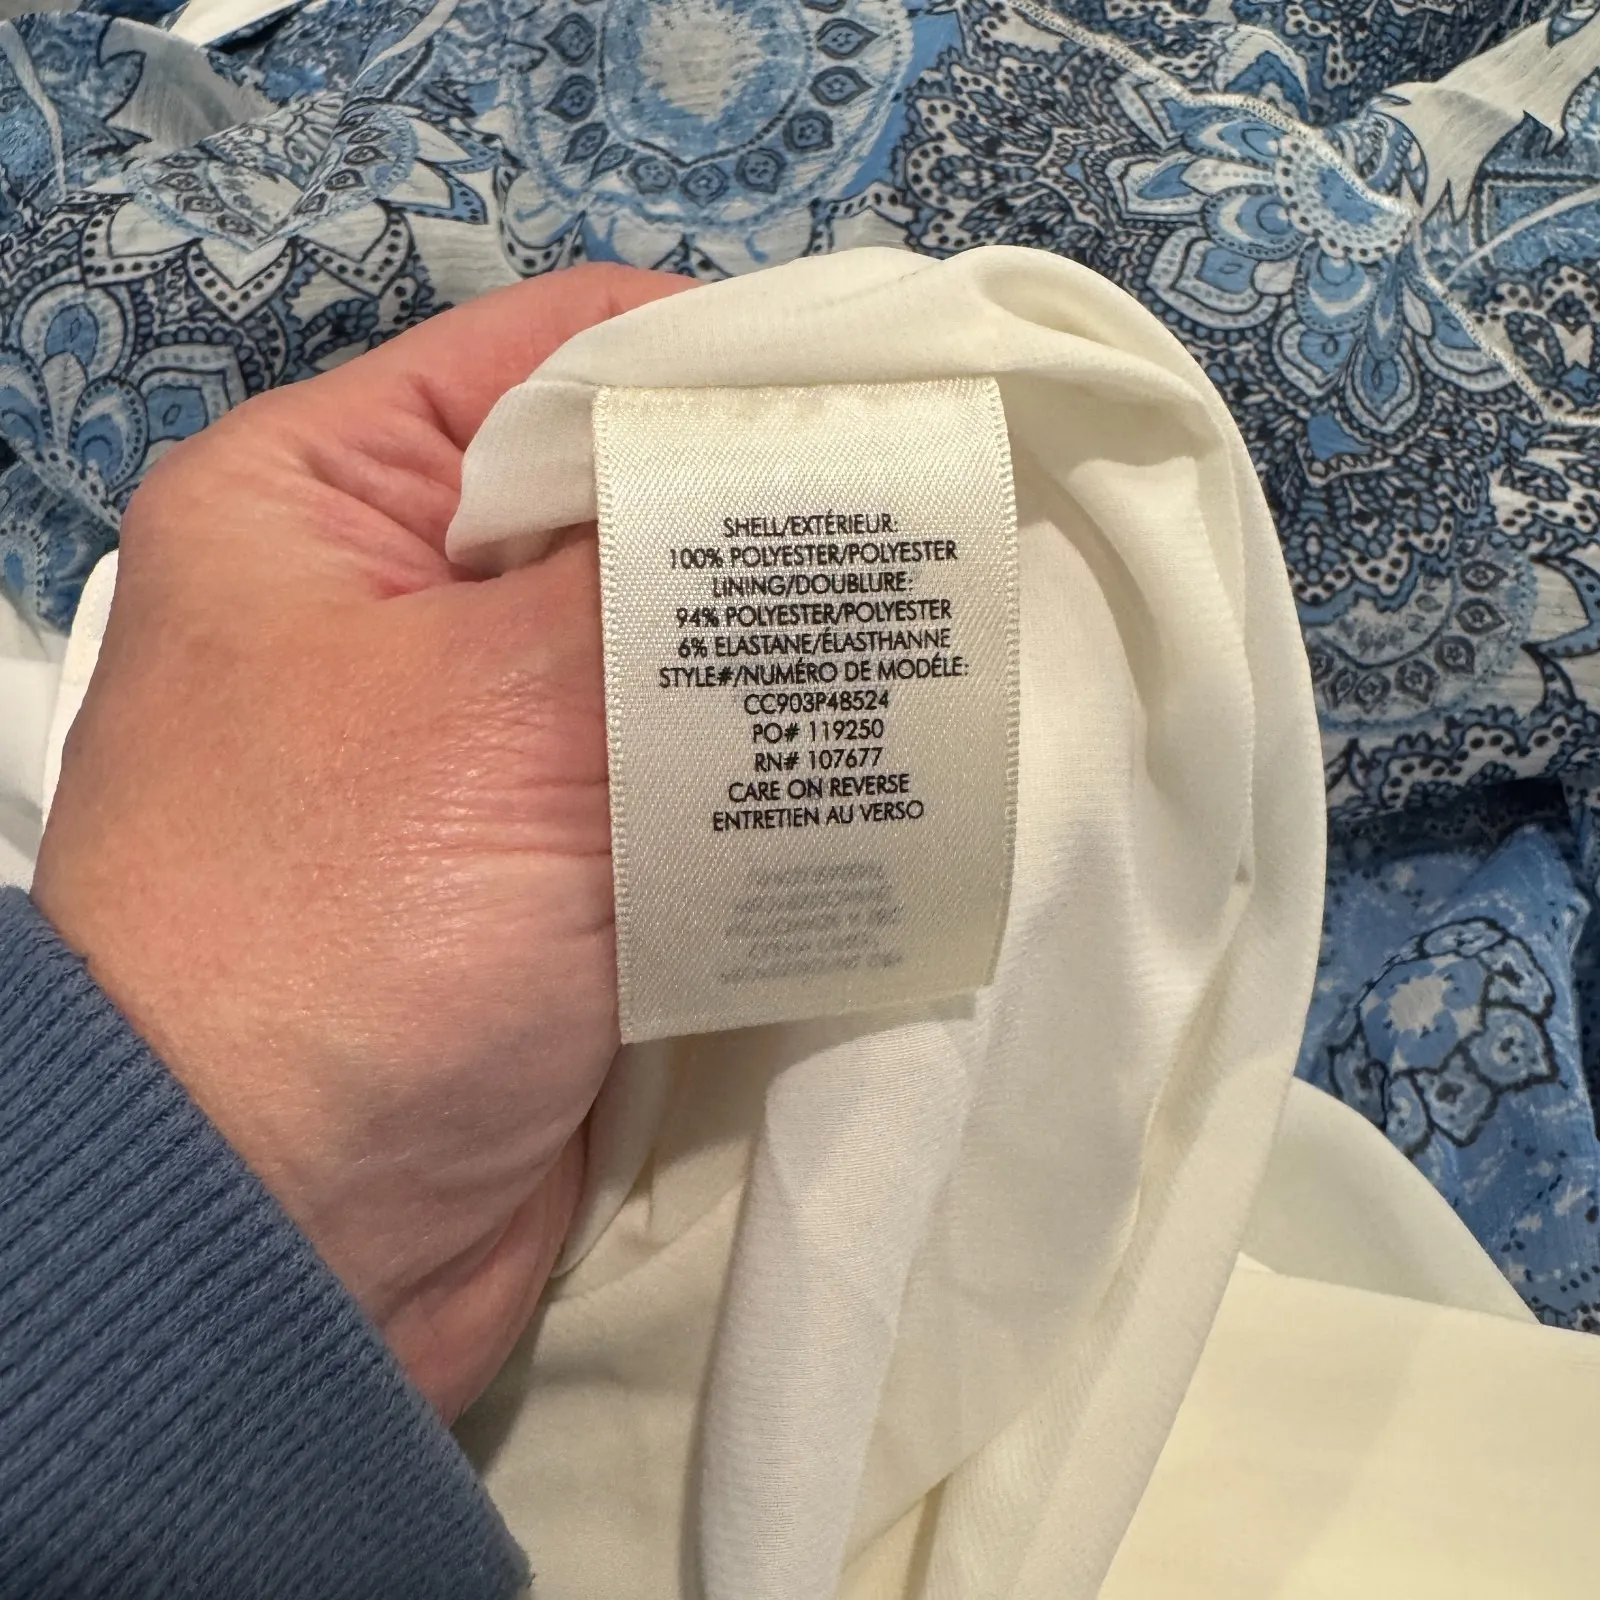 SHELL/EXTÉRIEUR:
100% POLYESTER/POLYESTER
LINING/DOUBLURE:
94% POLYESTER/POLYESTER
6% ELASTANE/ÉLASTHANNE
STYLE#/NUMÉRO DE MODÉLE:
CC903P48524
PO# 119250
RN# 107677
CARE ON REVERSE
ENTRETIEN AU VERSO